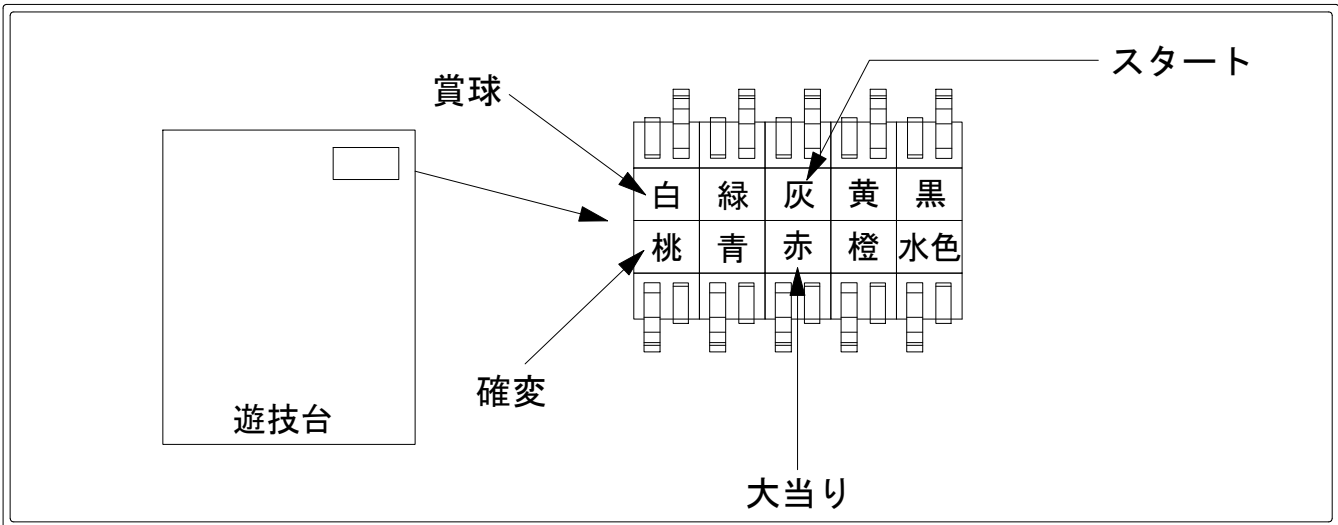 スタート
賞球
白 緑 灰 黄 黒
桃 青 赤 橙 水色
確変
遊技台
大当り